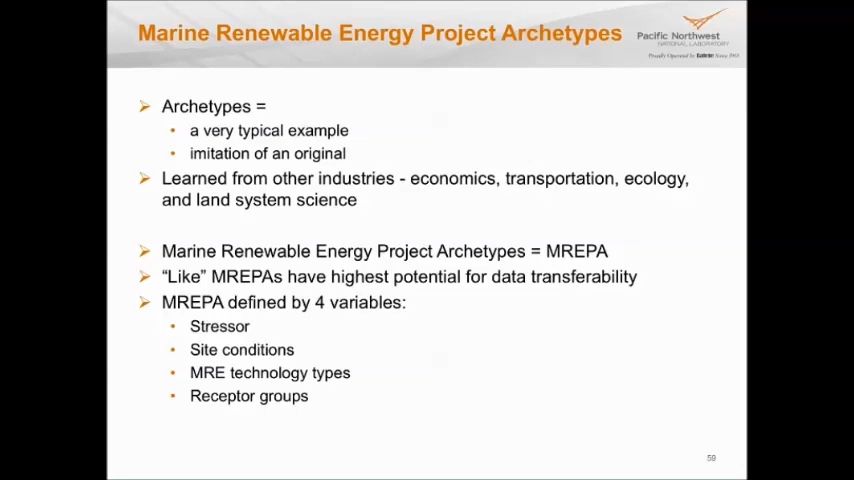 Marine Renewable Energy Project Archetypes
Pacific Northwest
NATIONAL LABORATORY
Proudly Operated by Battelle Since 1965
Archetypes =
a very typical example
imitation of an original
Learned from other industries - economics, transportation, ecology,
and land system science
Marine Renewable Energy Project Archetypes = MREPA
“Like” MREPAs have highest potential for data transferability
MREPA defined by 4 variables:
Stressor
Site conditions
MRE technology types
Receptor groups
59